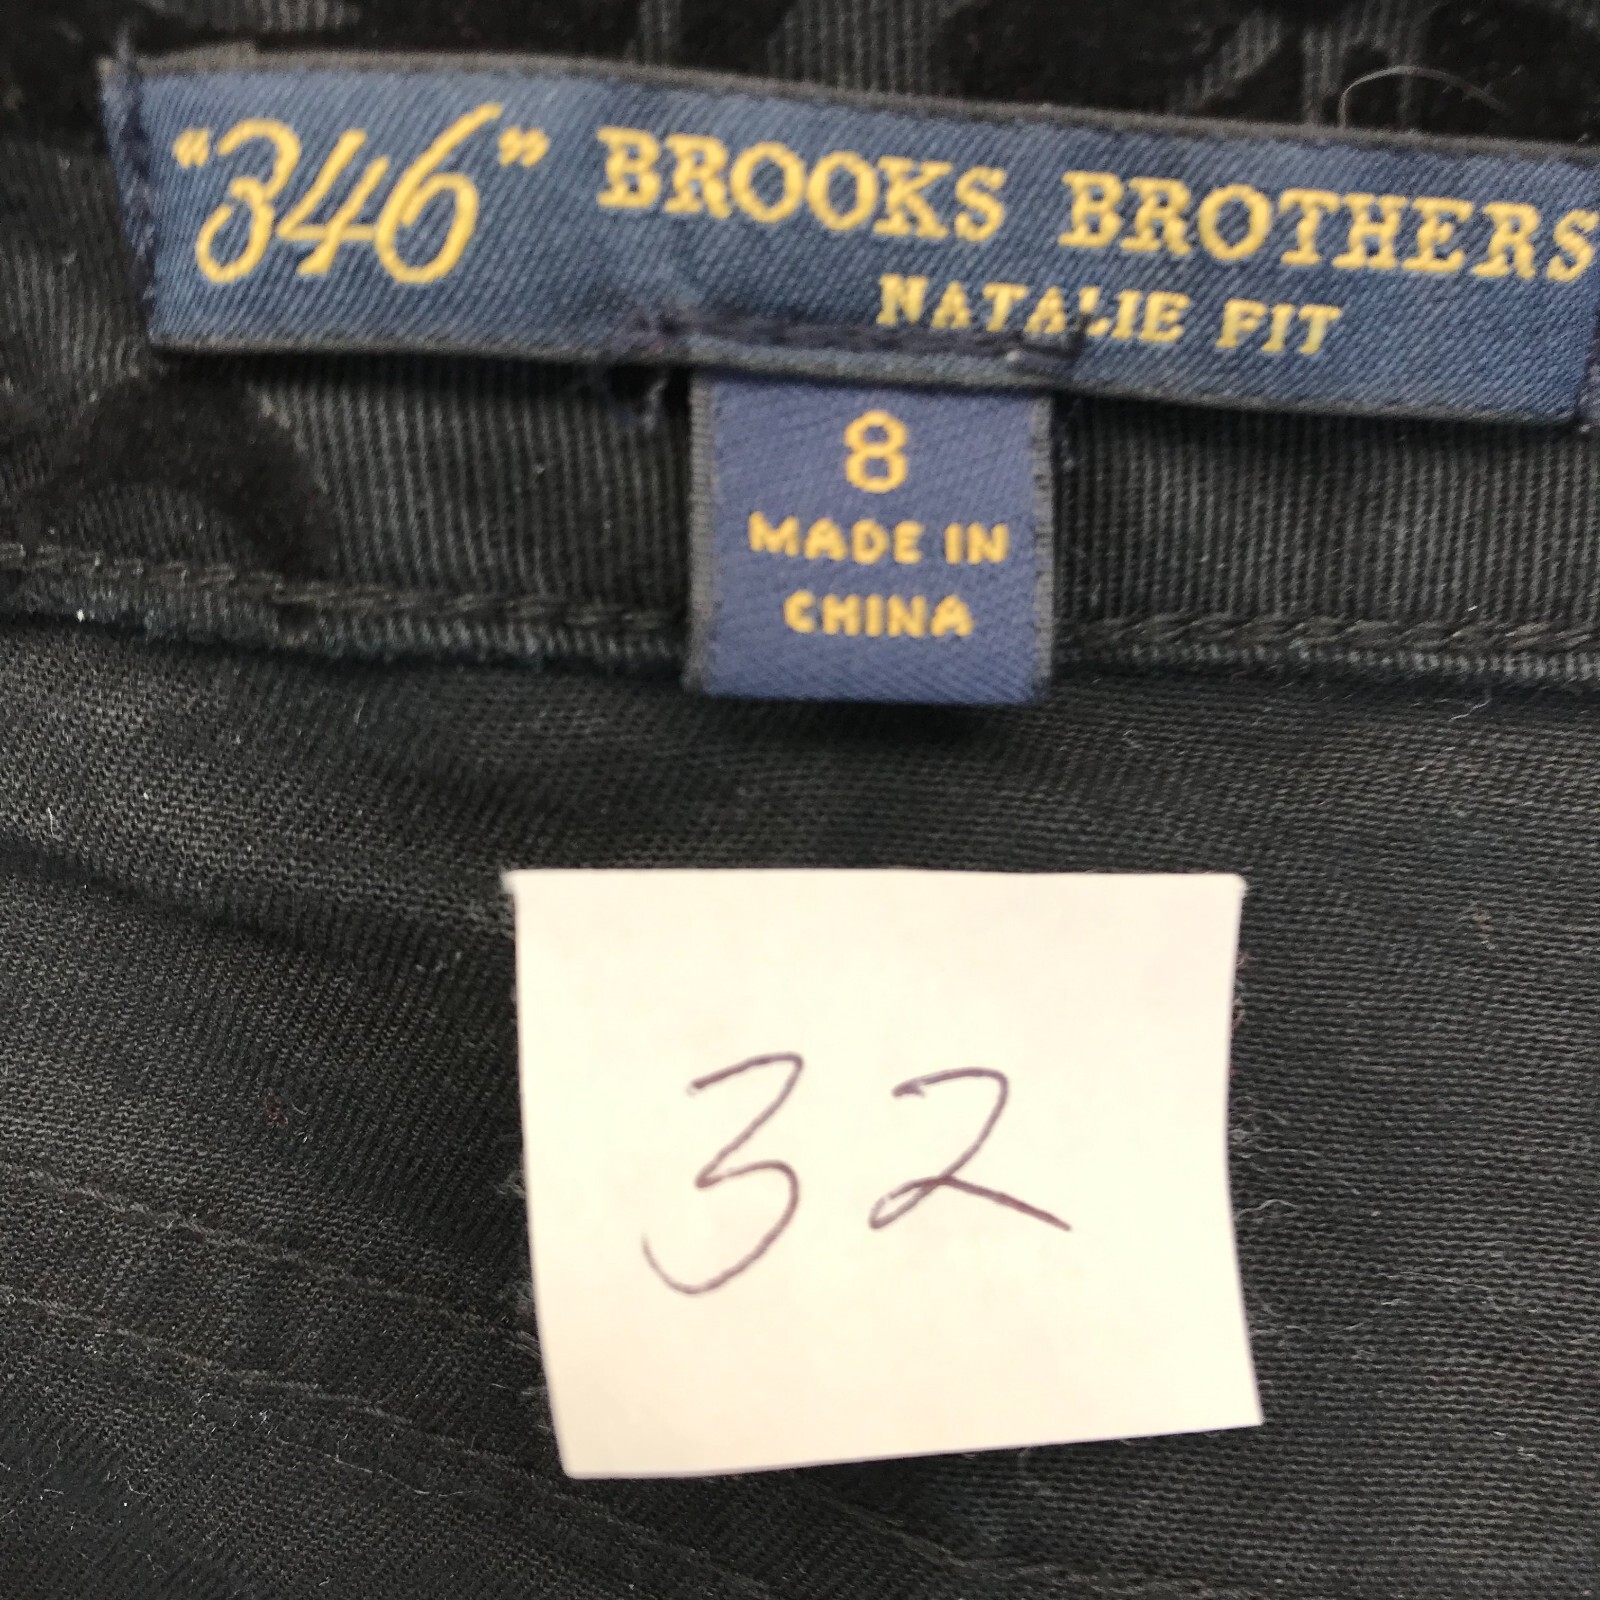 "346" BROOKS BROTHERS
NATALIE FIT
8
MADE IN
CHINA
32